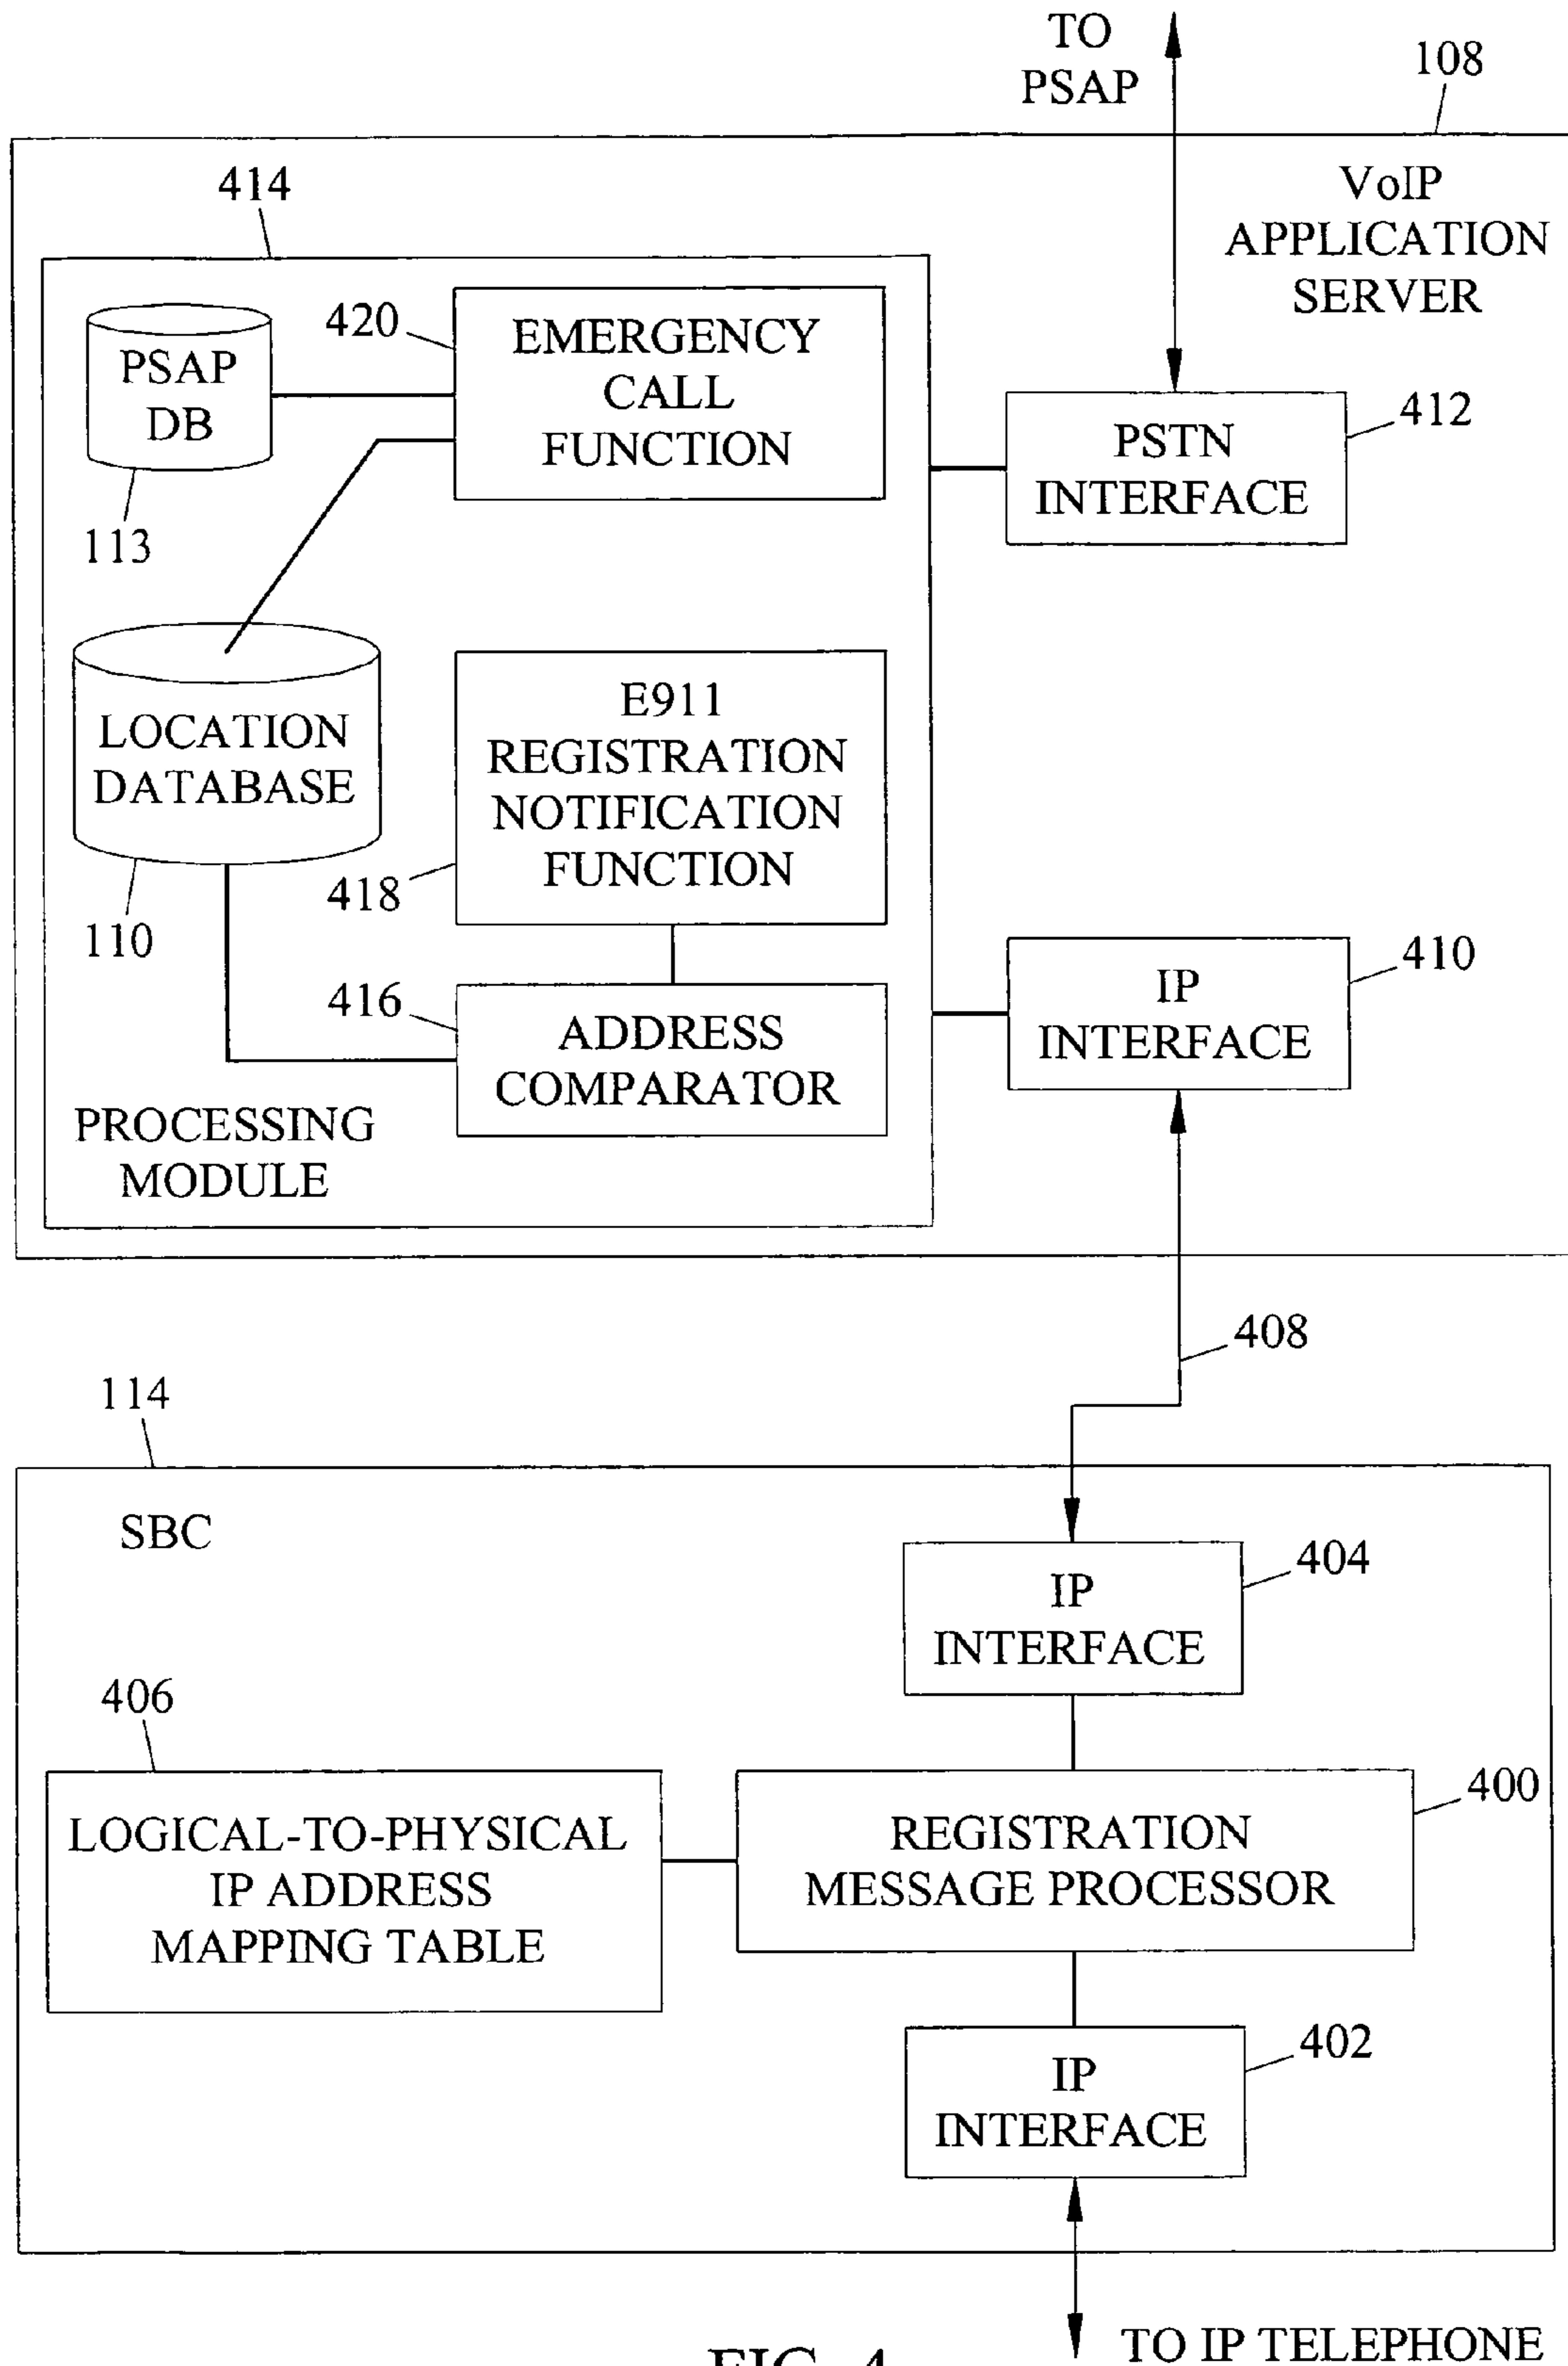 TO
PSAP
108
VoIP
APPLICATION
SERVER
414
PSAP
DB
113
420
EMERGENCY
CALL
FUNCTION
PSTN
INTERFACE
412
LOCATION
DATABASE
110
E911
REGISTRATION
NOTIFICATION
FUNCTION
418
416
ADDRESS
COMPARATOR
IP
INTERFACE
410
PROCESSING
MODULE
408
114
SBC
IP
INTERFACE
404
406
LOGICAL-TO-PHYSICAL
IP ADDRESS
MAPPING TABLE
REGISTRATION
MESSAGE PROCESSOR
400
IP
INTERFACE
402
TO IP TELEPHONE
FIG. 4